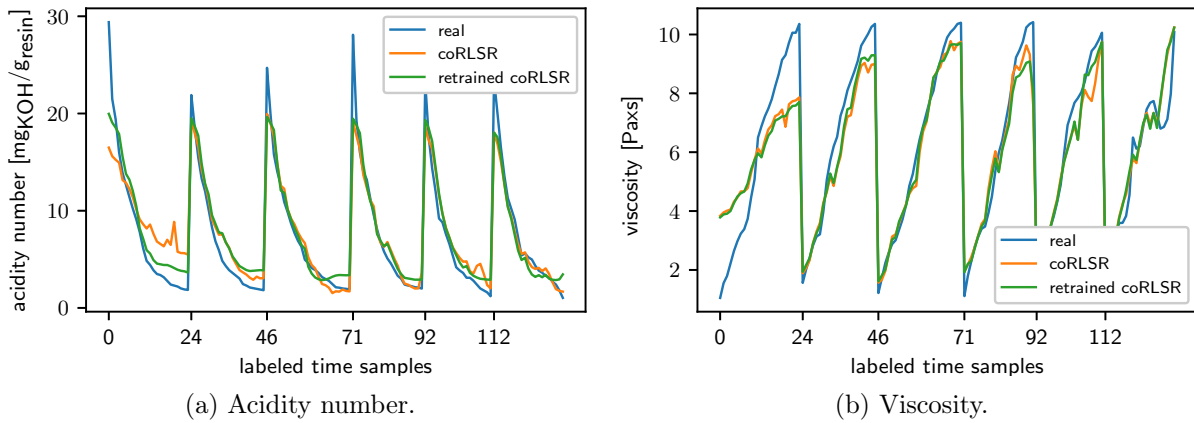 acidity number [mgKOH/gresin]
30
20
10
0
real
coRLSR
retrained coRLSR
0 24 46 71 92 112
labeled time samples
(a) Acidity number.
viscosity [Paxs]
10
8
6
4
2
real
coRLSR
retrained coRLSR
0 24 46 71 92 112
labeled time samples
(b) Viscosity.